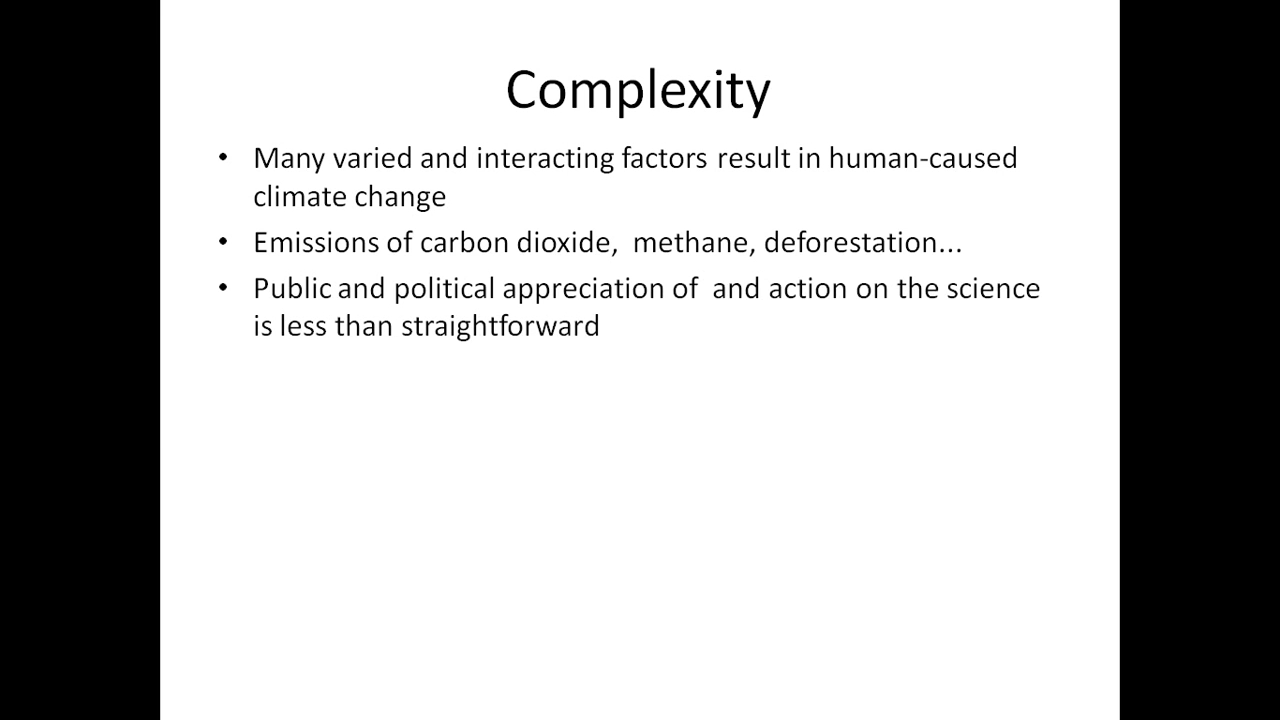 Complexity
• Many varied and interacting factors result in human-caused
climate change
• Emissions of carbon dioxide,  methane, deforestation...
• Public and political appreciation of  and action on the science
is less than straightforward